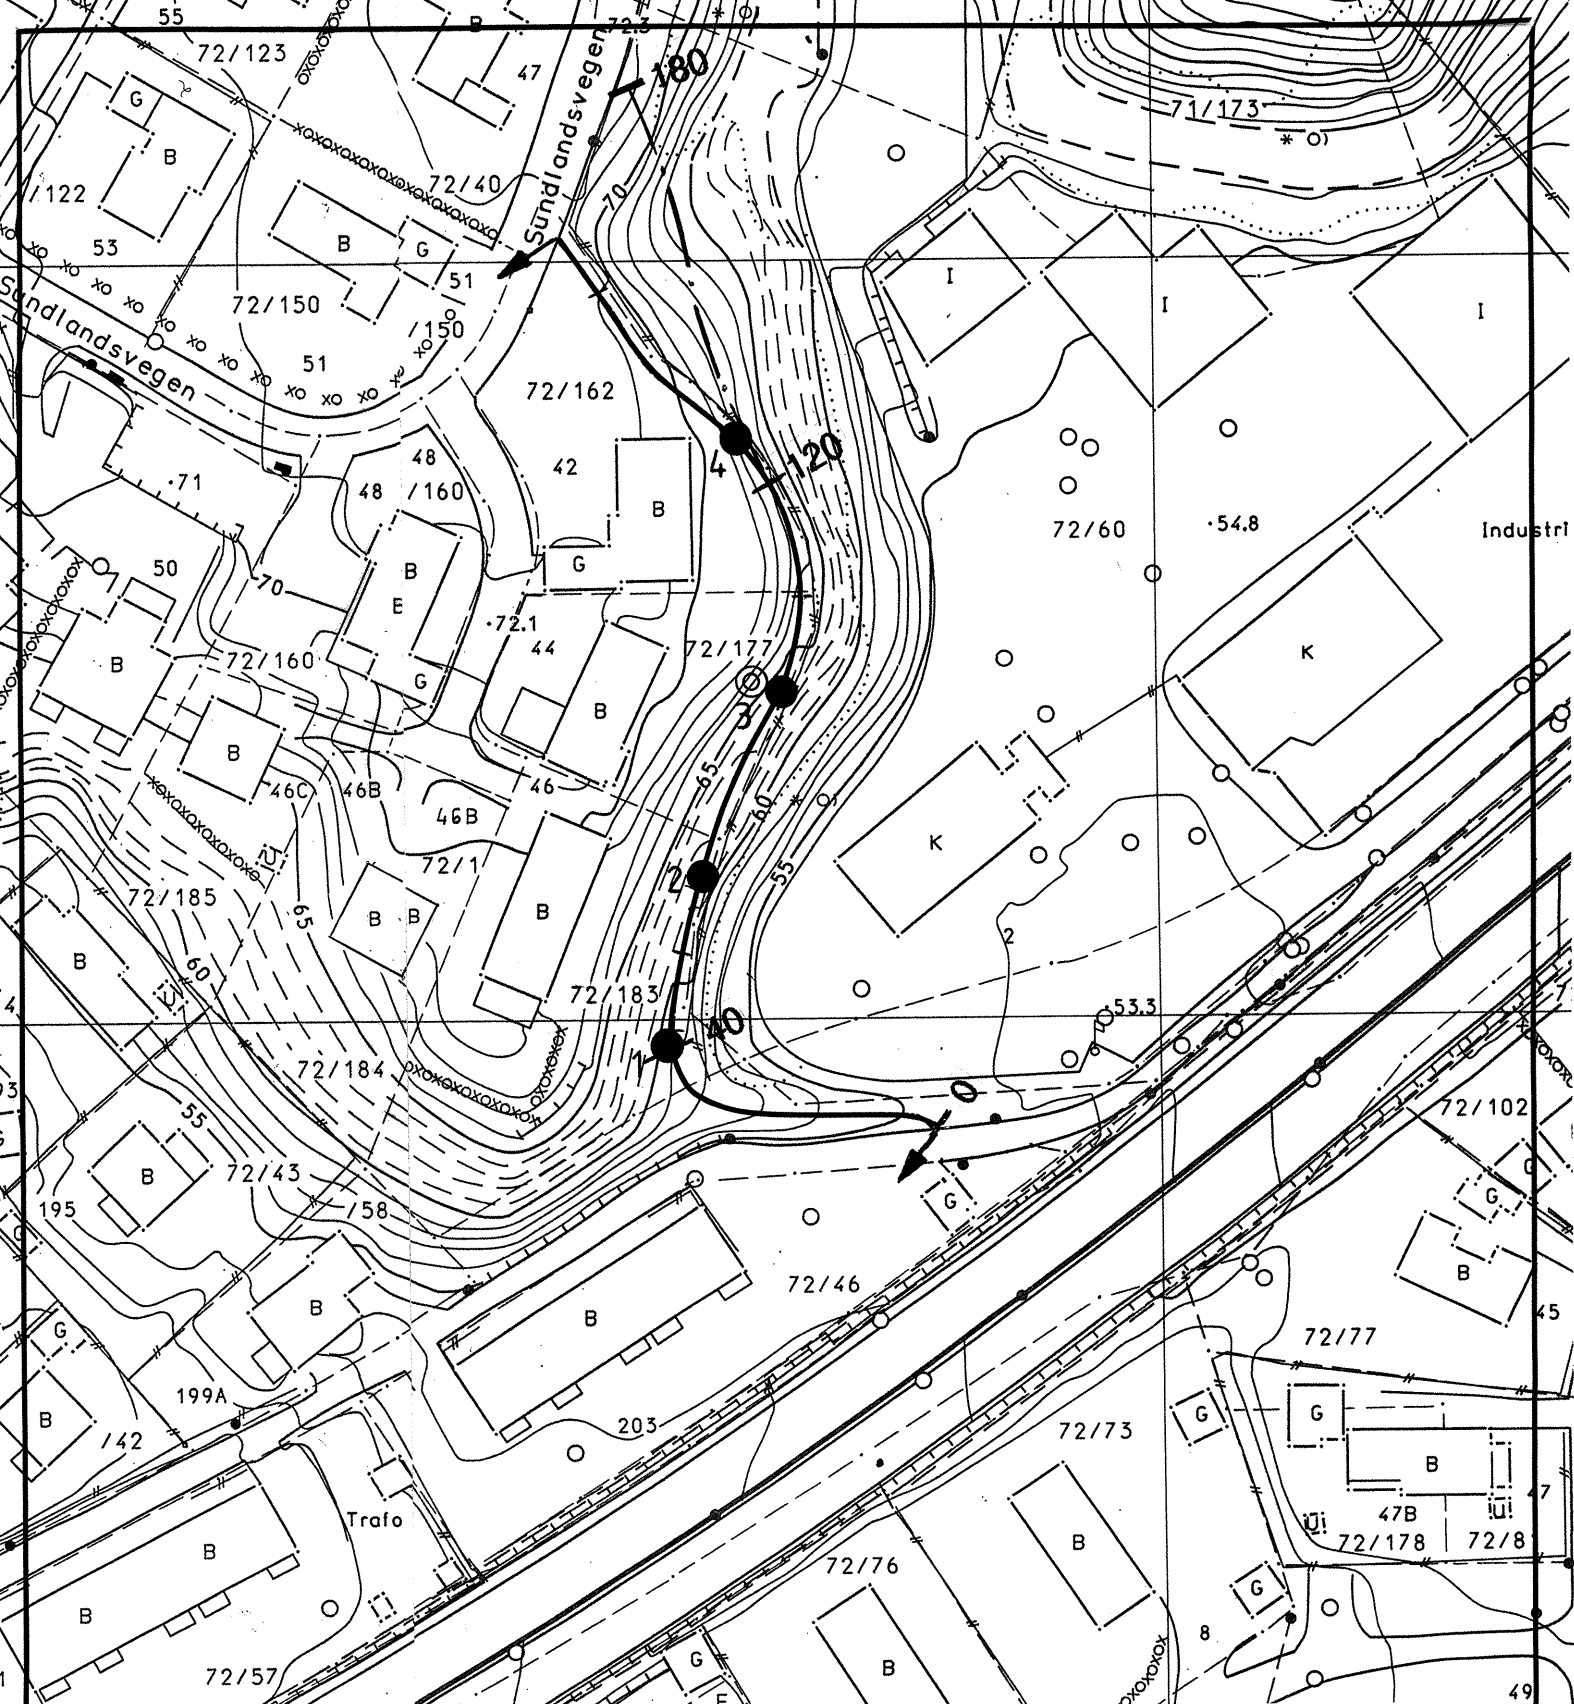 55
B
72.3
72/123
47
180
G
Sundlandsvegen
71/173
B
72/40
/122
70
53
B
G
51
I
I
I
72/150
/150
Sundlandsvegen
51
72/162
48
4
120
42
·71
48
/160
B
72/60
·54.8
Industri
50
B
G
70
E
·72.1
B
72/160
44
72/177
K
G
B
3
B
65
46C
46B
46
60
46B
K
72/1
55
2
72/185
B
B
B
65
2
B
60
72/183
53.3
40
1
72/184
0
55
72/102
B
72/43
G
195
/58
G
G
72/46
B
B
B
45
G
72/77
199A
G
G
B
203
/42
72/73
B
47
Trafo
47B
B
72/178
72/8
B
72/76
G
B
8
72/57
G
B
49